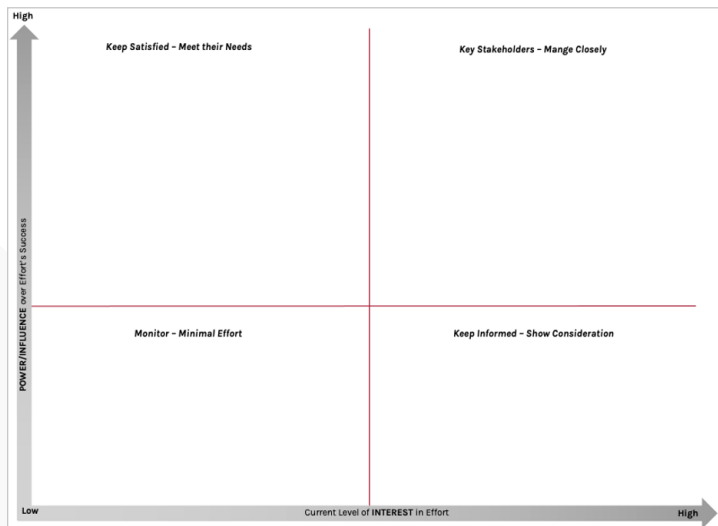 High
Keep Satisfied – Meet their Needs
Key Stakeholders – Mange Closely
POWER/INFLUENCE over Effort's Success
Monitor – Minimal Effort
Keep Informed – Show Consideration
Low
Current Level of INTEREST in Effort
High